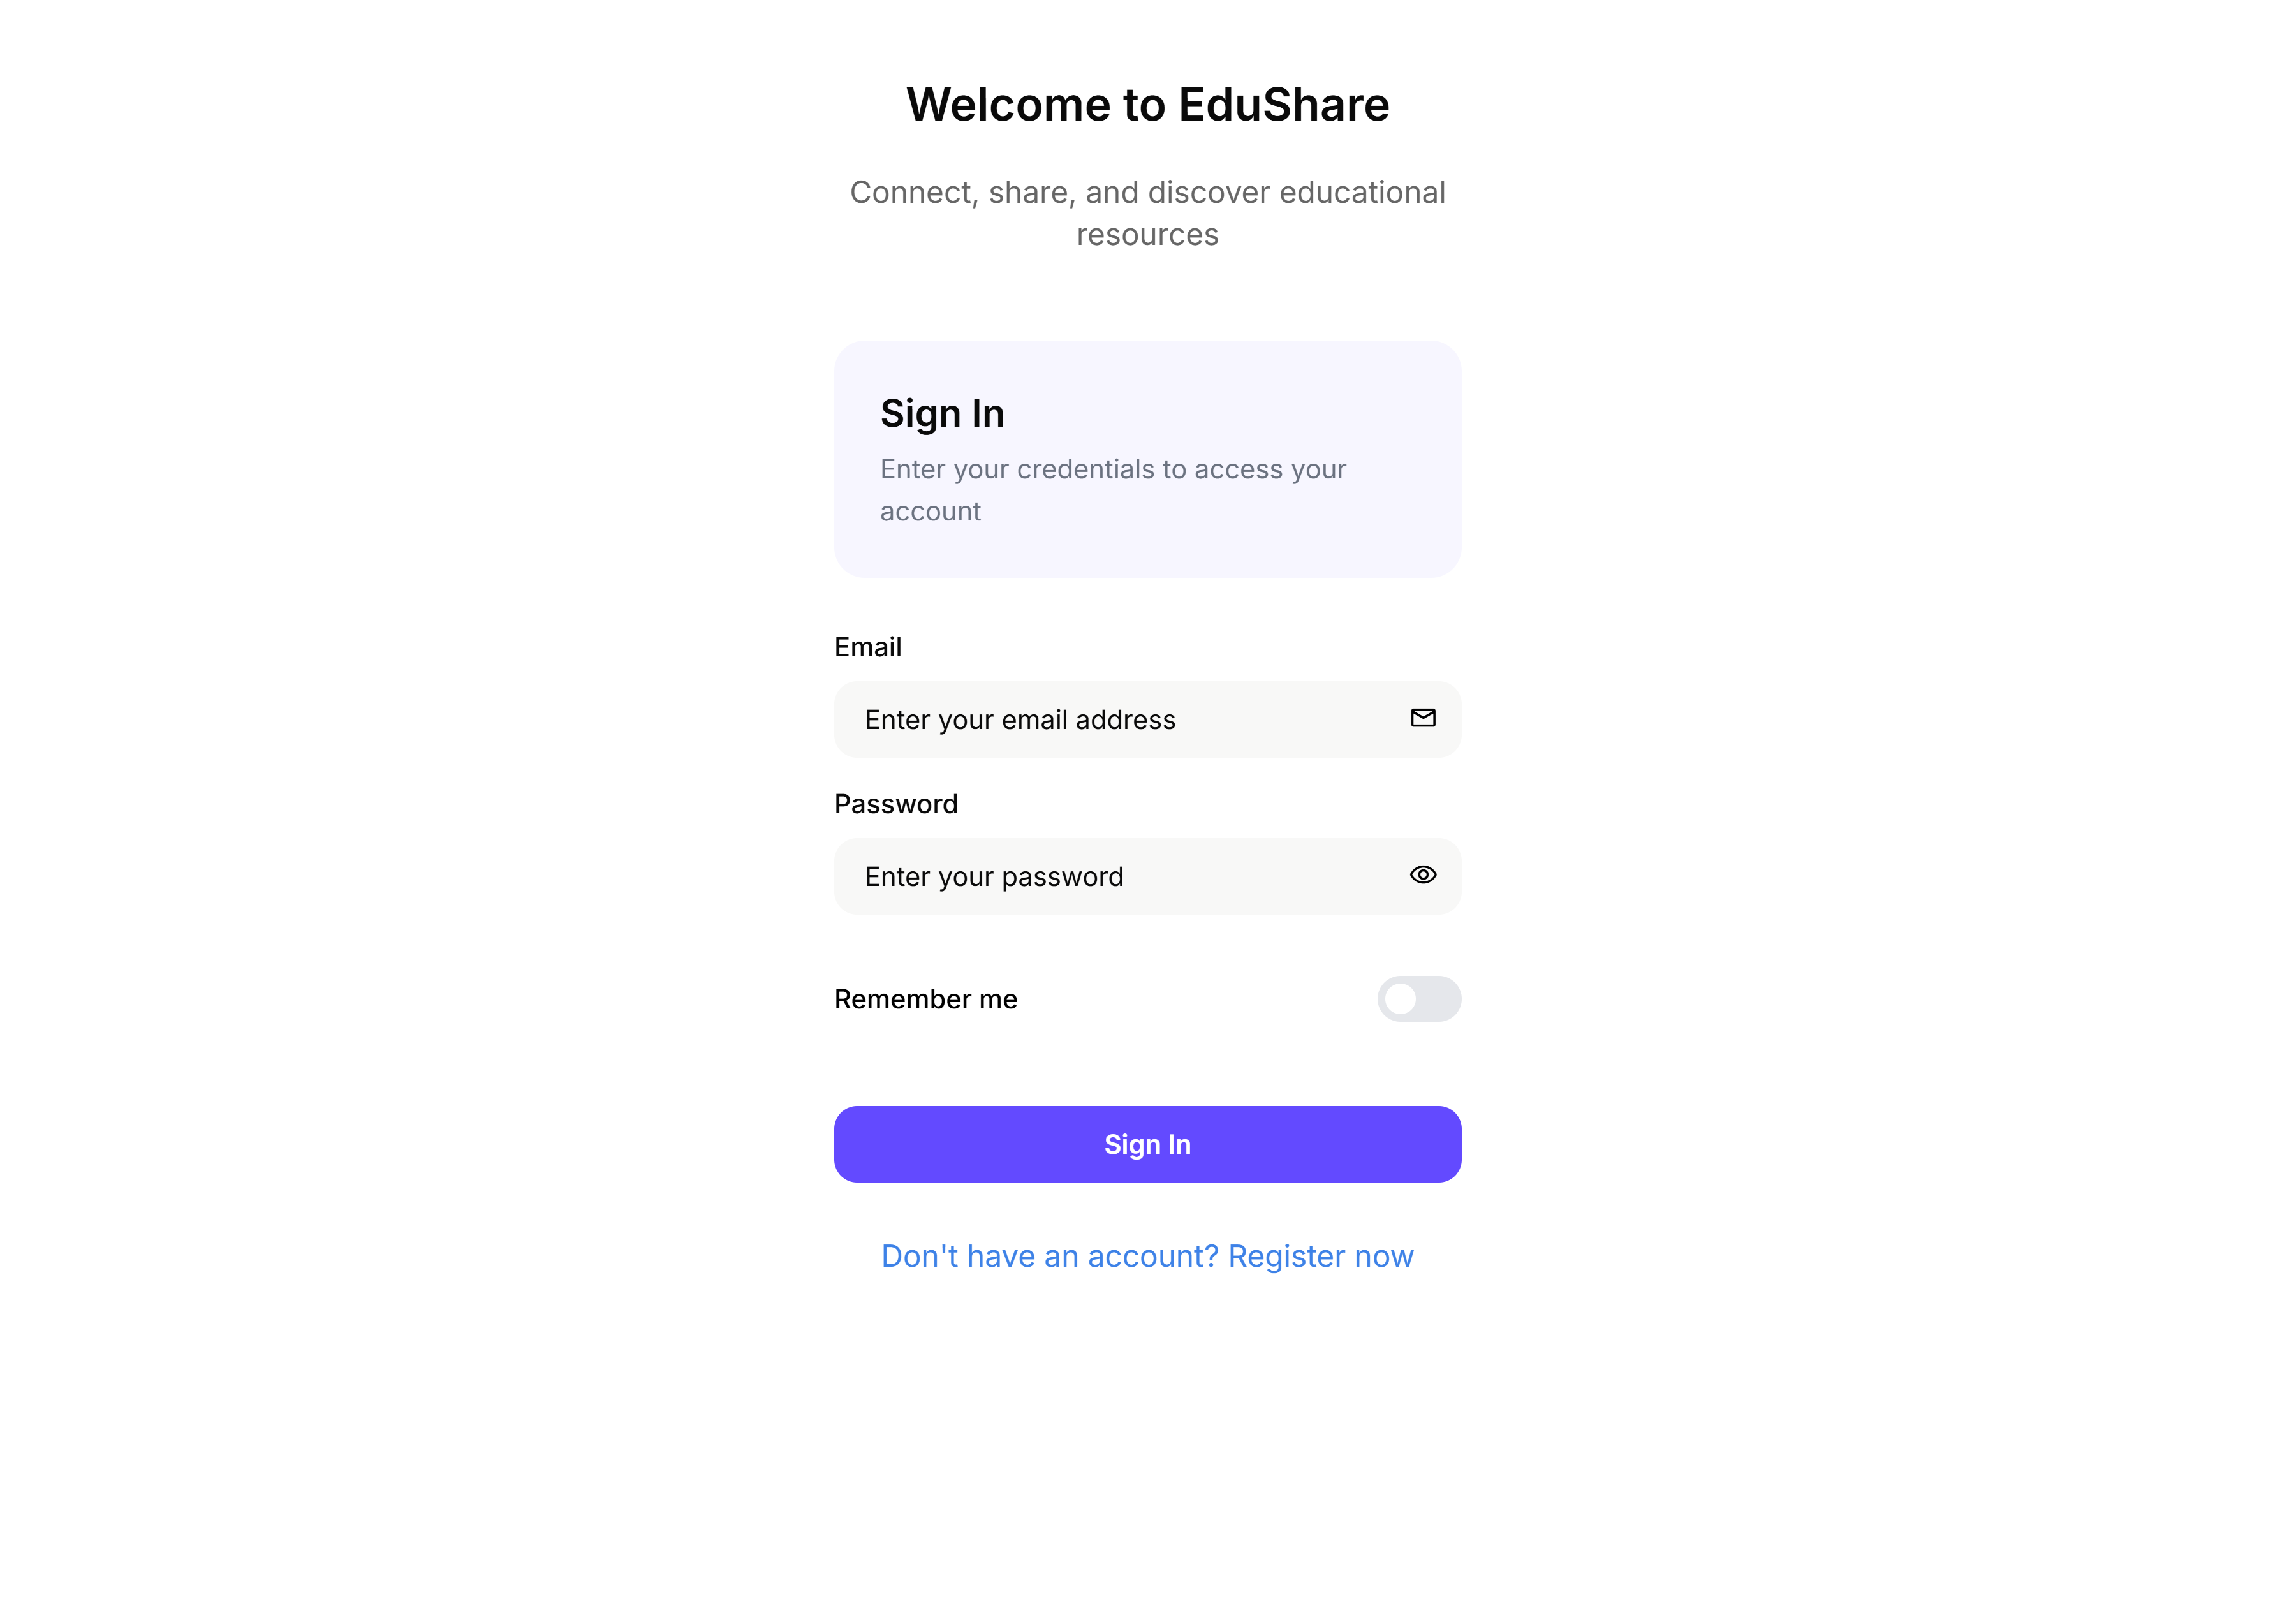 Welcome to EduShare
Connect, share, and discover educational
resources
Sign In
Enter your credentials to access your
account
Email
Enter your email address
Password
Enter your password
Remember me
Sign In
Don't have an account? Register now